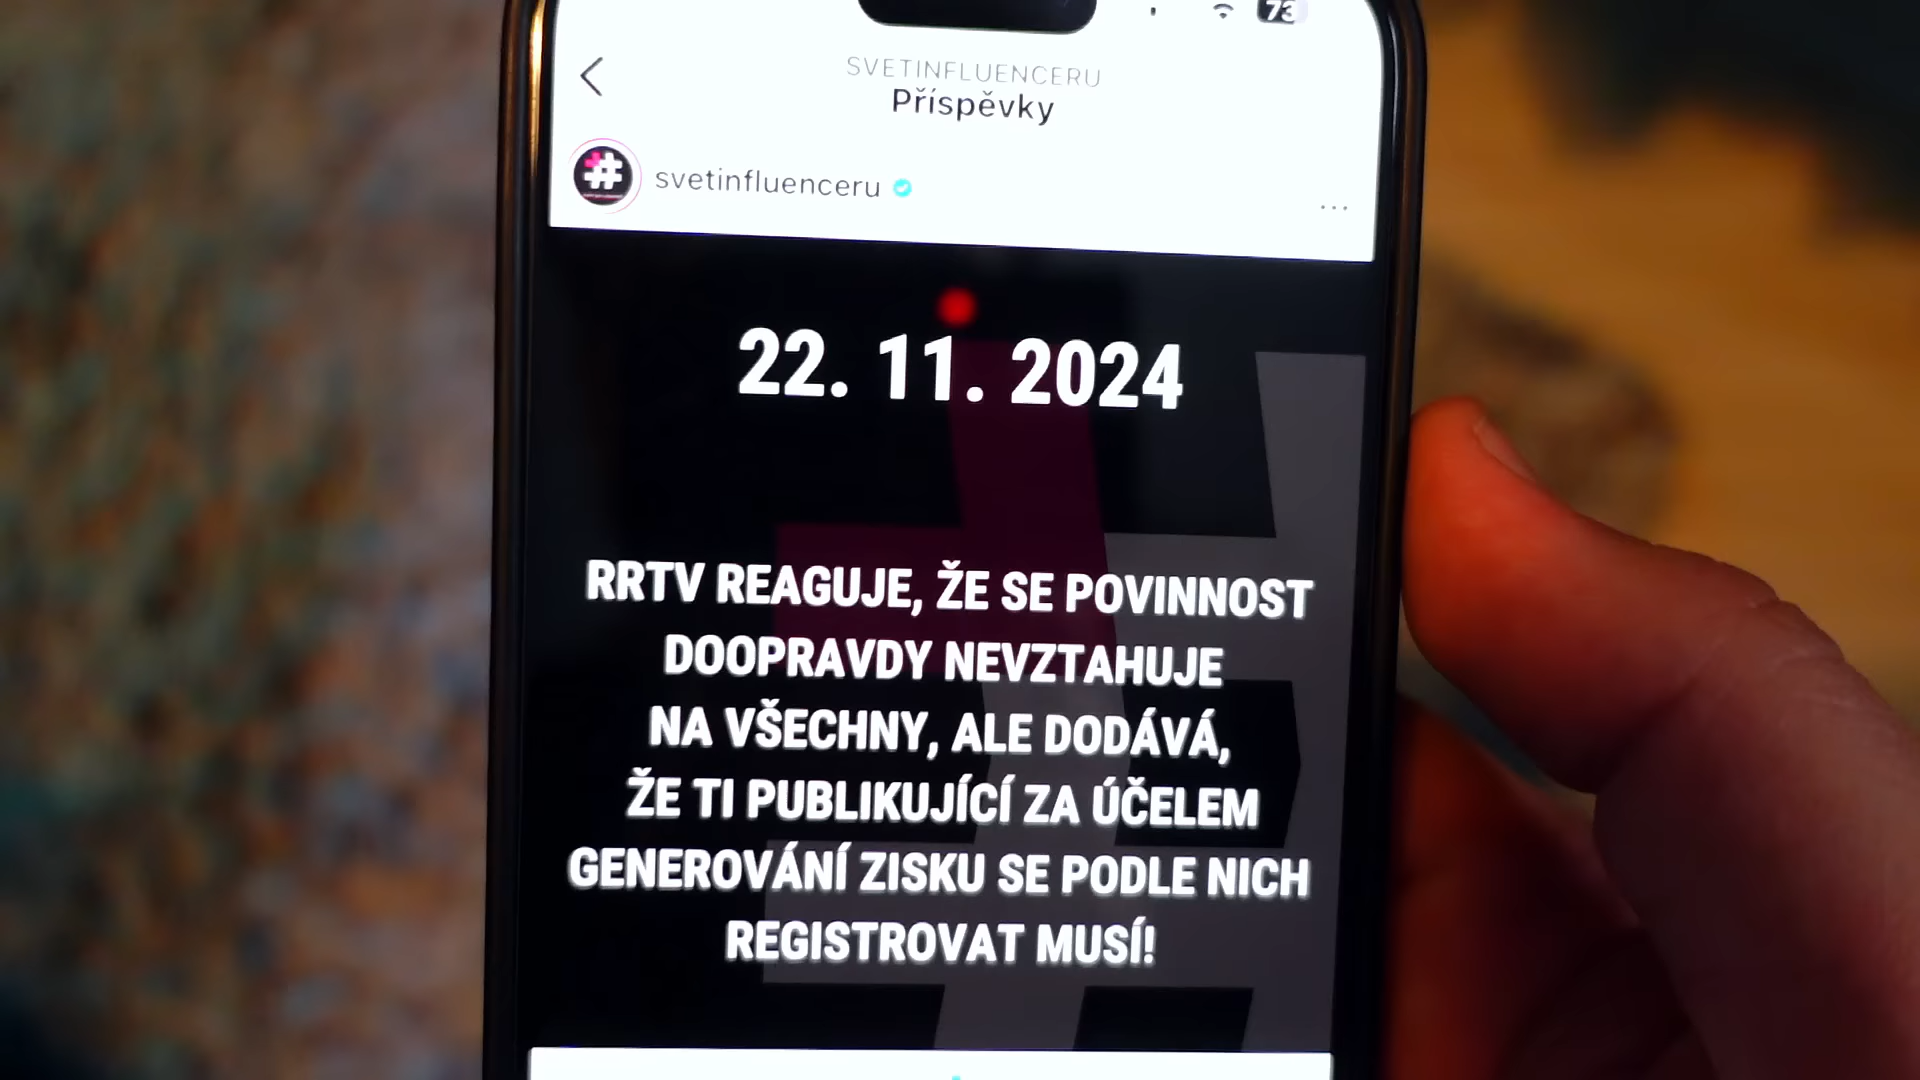 73
SVETINFLUENCERU
Příspěvky
svetinfluenceru
22. 11. 2024
RRTV REAGUJE, ŽE SE POVINNOST
DOOPRAVDY NEVZTAHUJE
NA VŠECHNY, ALE DODÁVÁ,
ŽE TI PUBLIKUJÍCÍ ZA ÚČELEM
GENEROVÁNÍ ZISKU SE PODLE NICH
REGISTROVAT MUSÍ!